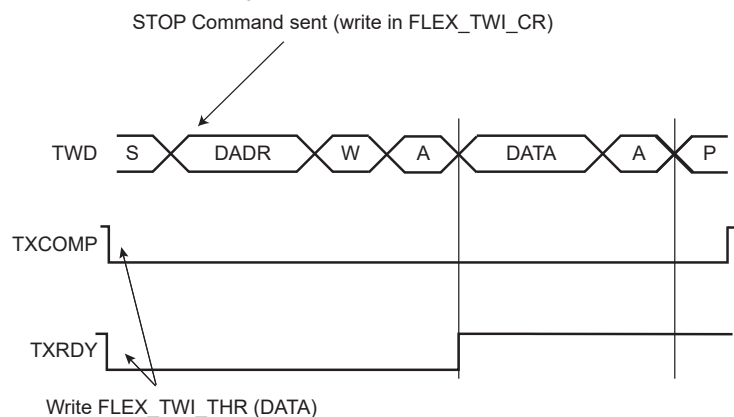 STOP Command sent (write in FLEX_TWI_CR)
TWD S DADR W A DATA A P
TXCOMP
TXRDY
Write FLEX_TWI_THR (DATA)